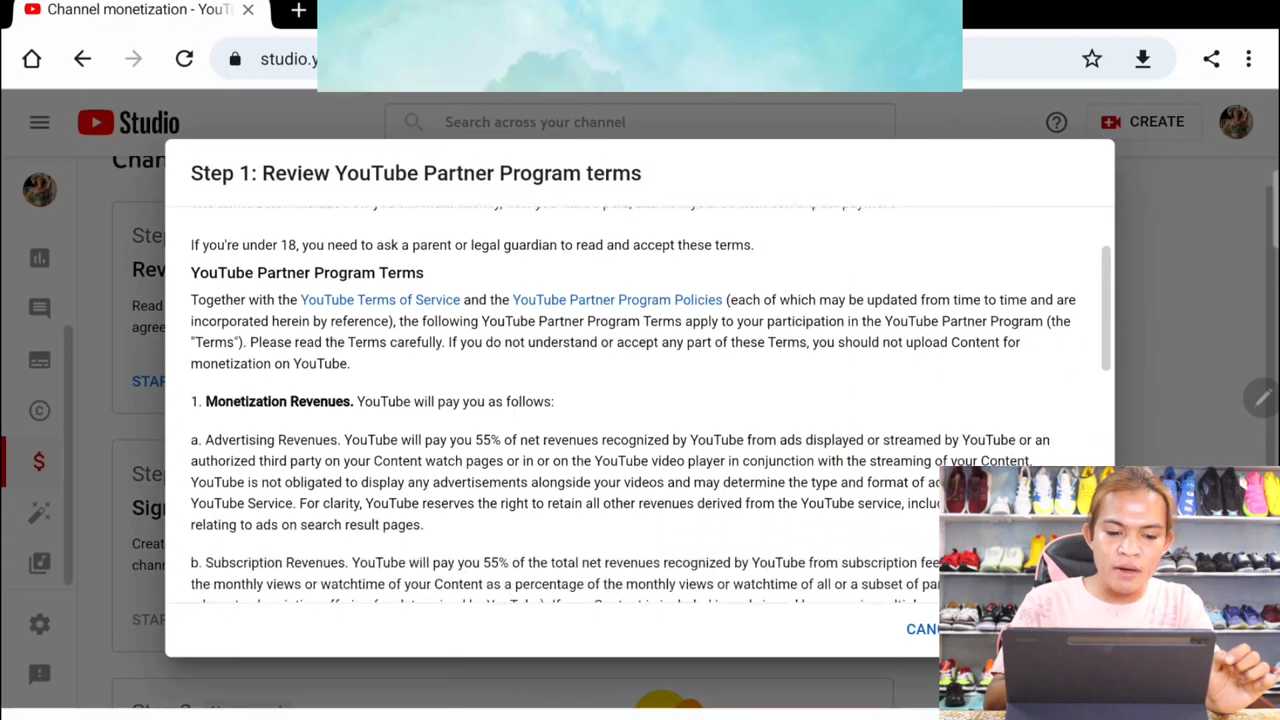 Channel monetization - YouT
studio.y
Studio
Search across your channel
CREATE
Chan
Step 1: Review YouTube Partner Program terms
If you're under 18, you need to ask a parent or legal guardian to read and accept these terms.
YouTube Partner Program Terms
Together with the YouTube Terms of Service and the YouTube Partner Program Policies (each of which may be updated from time to time and are
incorporated herein by reference), the following YouTube Partner Program Terms apply to your participation in the YouTube Partner Program (the
"Terms"). Please read the Terms carefully. If you do not understand or accept any part of these Terms, you should not upload Content for
monetization on YouTube.
1. Monetization Revenues. YouTube will pay you as follows:
a. Advertising Revenues. YouTube will pay you 55% of net revenues recognized by YouTube from ads displayed or streamed by YouTube or an
authorized third party on your Content watch pages or in or on the YouTube video player in conjunction with the streaming of your Content.
YouTube is not obligated to display any advertisements alongside your videos and may determine the type and format of
YouTube Service. For clarity, YouTube reserves the right to retain all other revenues derived from the YouTube service,
relating to ads on search result pages.
b. Subscription Revenues. YouTube will pay you 55% of the total net revenues recognized by YouTube from subscription
the monthly views or watchtime of your Content as a percentage of the monthly views or watchtime of all or a subset of
CANC
Step
Rev
Read
agree
STAR
Step
Sign
Creat
chann
STAR